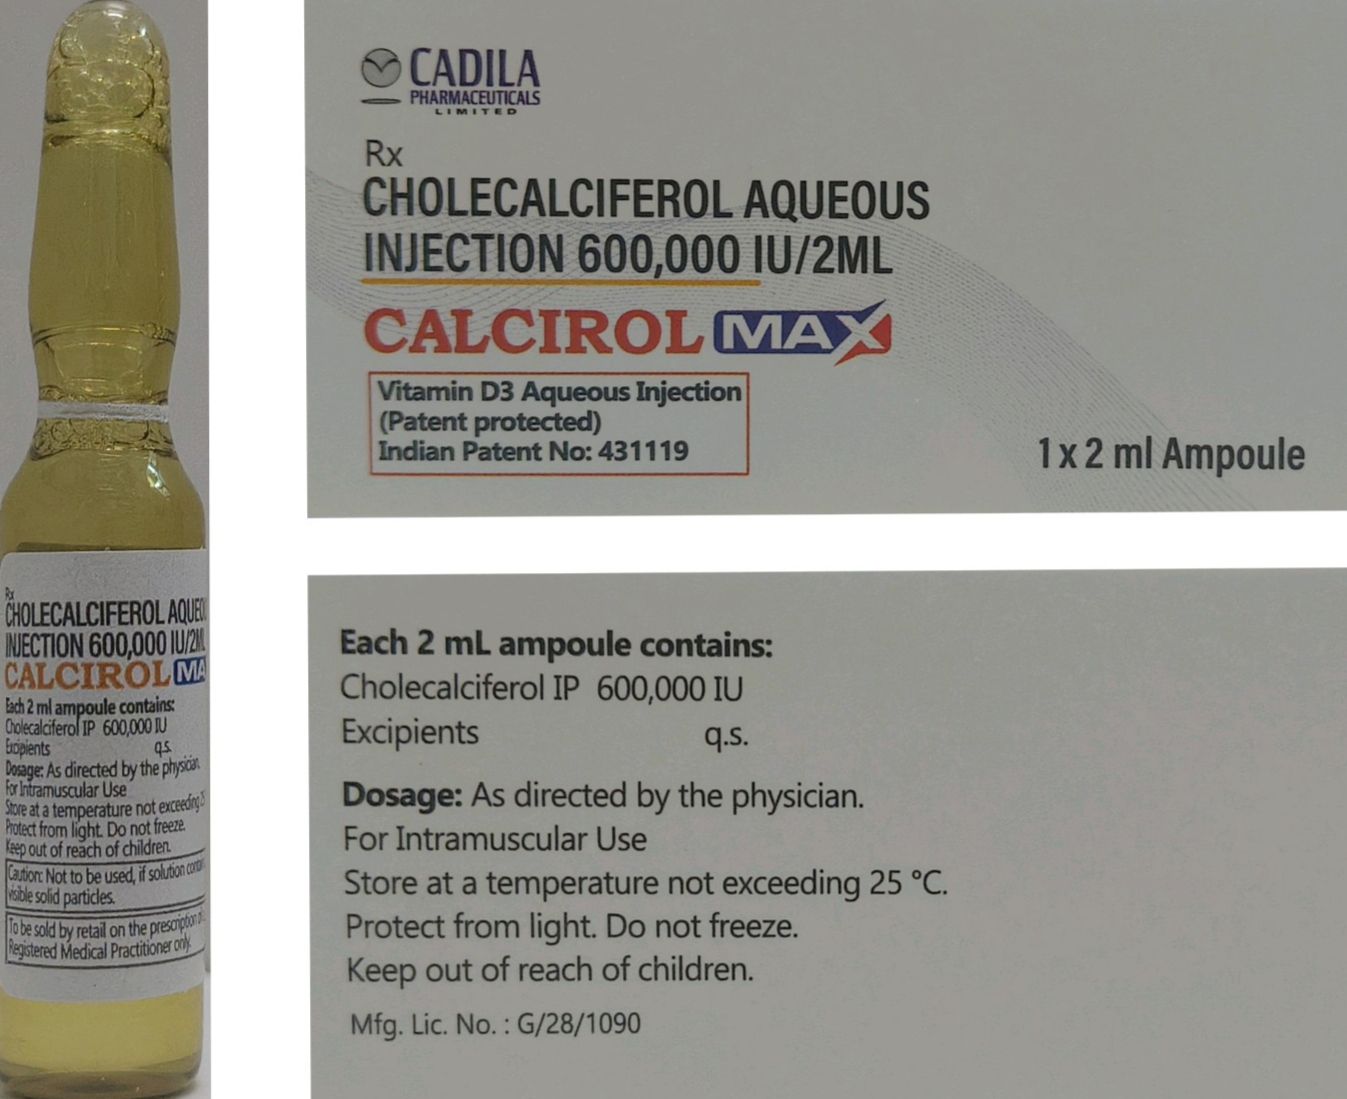 Rx
CHOLECALCIFEROL AQUEO
INJECTION 600,000 IU/2ML
CALCIROL MA
Each 2 ml ampoule contains:
Cholecalciferol IP 600,000 IU
Excipients q.s.
Dosage: As directed by the physician.
For Intramuscular Use
Store at a temperature not exceeding
Protect from light. Do not freeze.
Keep out of reach of children.
Caution: Not to be used, if solution
visible solid particles.
To be sold by retail on the prescription
Registered Medical Practitioner only.
CADILA
PHARMACEUTICALS
LIMITED
Rx
CHOLECALCIFEROL AQUEOUS
INJECTION 600,000 IU/2ML
CALCIROL MAX
Vitamin D3 Aqueous Injection
(Patent protected)
Indian Patent No: 431119
1 x 2 ml Ampoule
Each 2 mL ampoule contains:
Cholecalciferol IP 600,000 IU
Excipients q.s.
Dosage: As directed by the physician.
For Intramuscular Use
Store at a temperature not exceeding 25 °C.
Protect from light. Do not freeze.
Keep out of reach of children.
Mfg. Lic. No. : G/28/1090